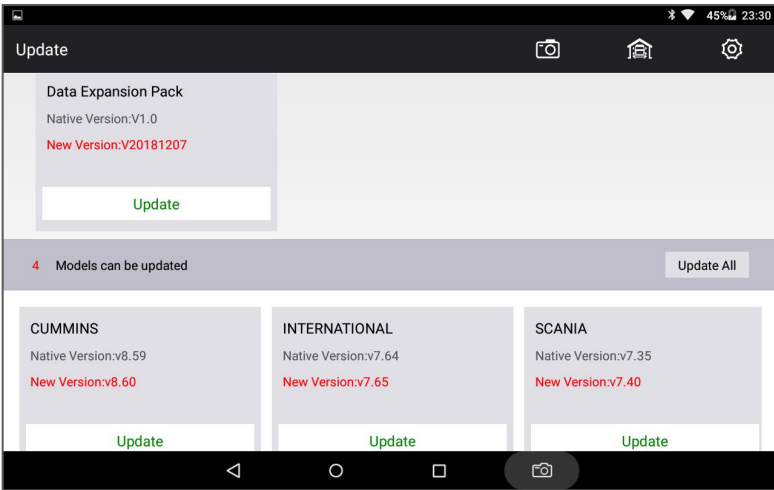 45% 23:30
Update
Data Expansion Pack
Native Version:V1.0
New Version:V20181207
Update
4 Models can be updated
Update All
CUMMINS
Native Version:v8.59
New Version:v8.60
Update
INTERNATIONAL
Native Version:v7.64
New Version:v7.65
Update
SCANIA
Native Version:v7.35
New Version:v7.40
Update